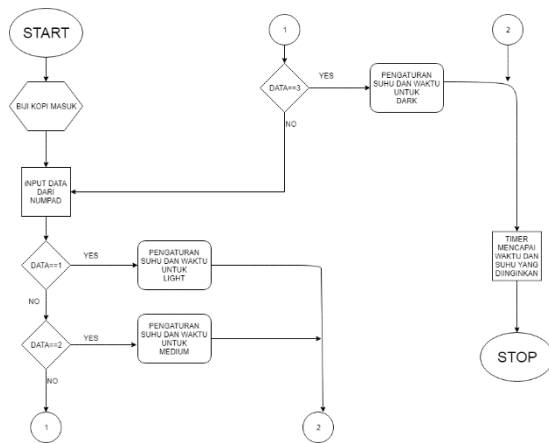 START
BIJI KOPI MASUK
iNPUT DATA
DARI
NUMPAD
DATA==1
YES
PENGATURAN
SUHU DAN WAKTU
UNTUK
LIGHT
NO
DATA==2
YES
PENGATURAN
SUHU DAN WAKTU
UNTUK
MEDIUM
NO
1
2
1
DATA==3
YES
PENGATURAN
SUHU DAN WAKTU
UNTUK
DARK
NO
2
TIMER
MENCAPAI
WAKTU DAN
SUHU YANG
DIINGINKAN
STOP